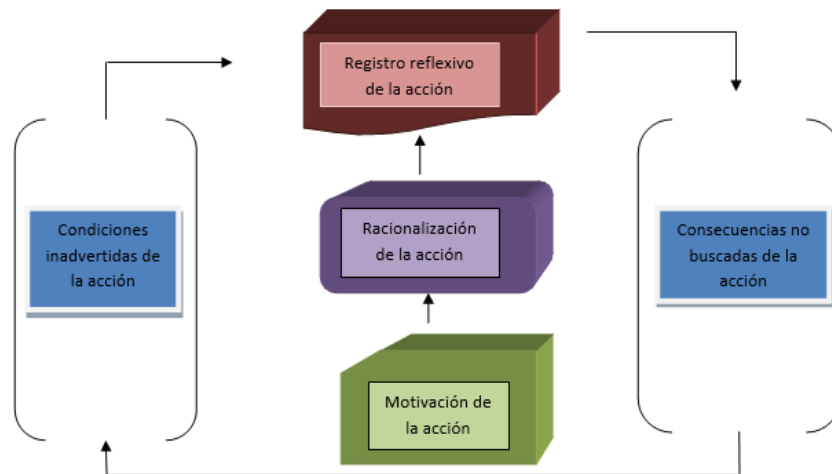 Registro reflexivo
de la acción
Condiciones
inadvertidas de
la acción
Racionalización
de la acción
Consecuencias no
buscadas de la
acción
Motivación de
la acción